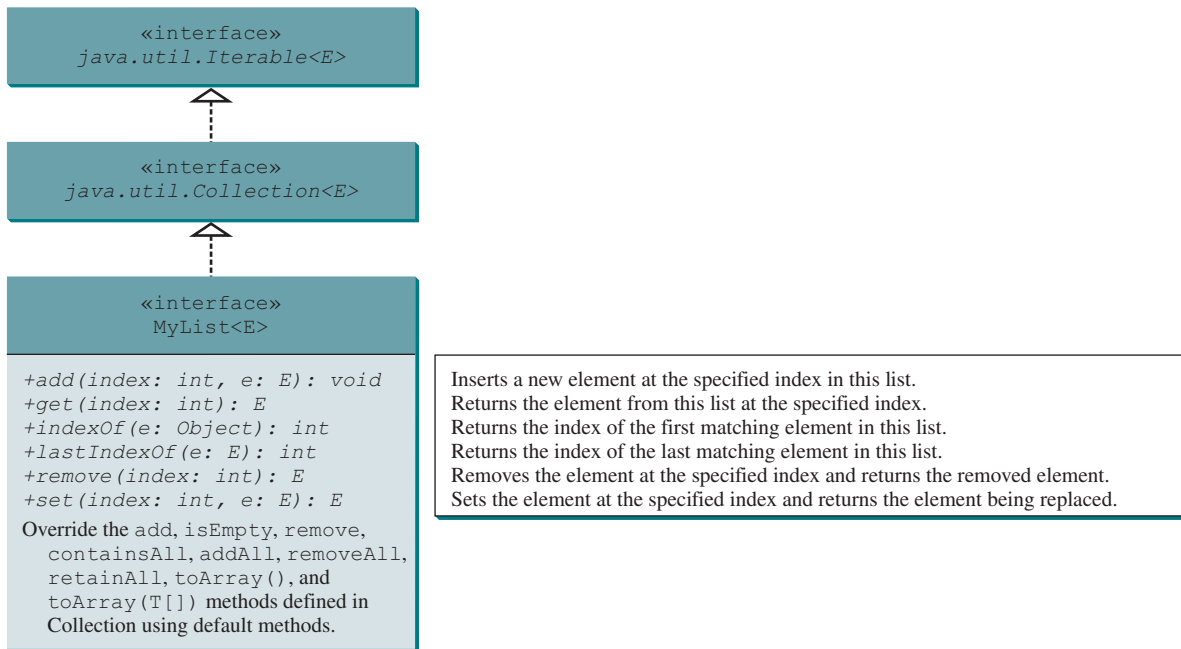 «interface»
java.util.Iterable<E>
«interface»
java.util.Collection<E>
«interface»
MyList<E>
+add(index: int, e: E): void
+get(index: int): E
+indexOf(e: Object): int
+lastIndexOf(e: E): int
+remove(index: int): E
+set(index: int, e: E): E
Override the add, isEmpty, remove,
containsAll, addAll, removeAll,
retainAll, toArray(), and
toArray(T[]) methods defined in
Collection using default methods.
Inserts a new element at the specified index in this list.
Returns the element from this list at the specified index.
Returns the index of the first matching element in this list.
Returns the index of the last matching element in this list.
Removes the element at the specified index and returns the removed element.
Sets the element at the specified index and returns the element being replaced.